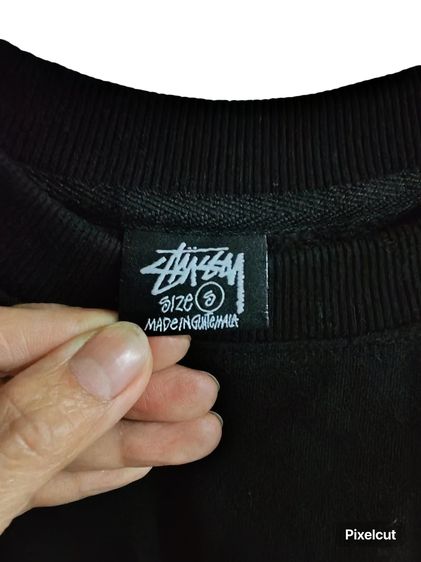 STÜSSY
SIZE S
MADE IN GUATEMALA
Pixelcut